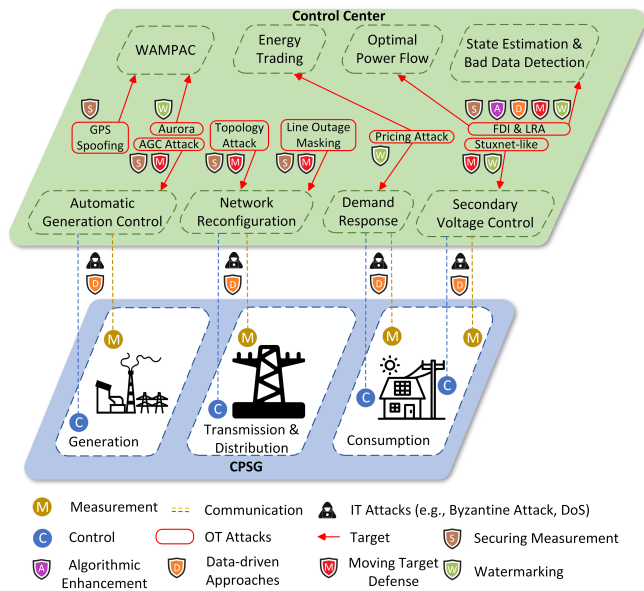 Control Center
WAMPAC
Energy
Trading
Optimal
Power Flow
State Estimation &
Bad Data Detection
S
W
S
A
D
M
W
GPS
Spoofing
Aurora
AGC Attack
Topology
Attack
Line Outage
Masking
Pricing Attack
FDI & LRA
Stuxnet-like
S
M
S
M
S
M
W
M
W
Automatic
Generation Control
Network
Reconfiguration
Demand
Response
Secondary
Voltage Control
D
D
D
D
M
M
M
M
C
C
C
C
Generation
Transmission &
Distribution
Consumption
CPSG
M Measurement
Communication
IT Attacks (e.g., Byzantine Attack, DoS)
C Control
OT Attacks
Target
S Securing Measurement
A Algorithmic
Enhancement
D Data-driven
Approaches
M Moving Target
Defense
W Watermarking